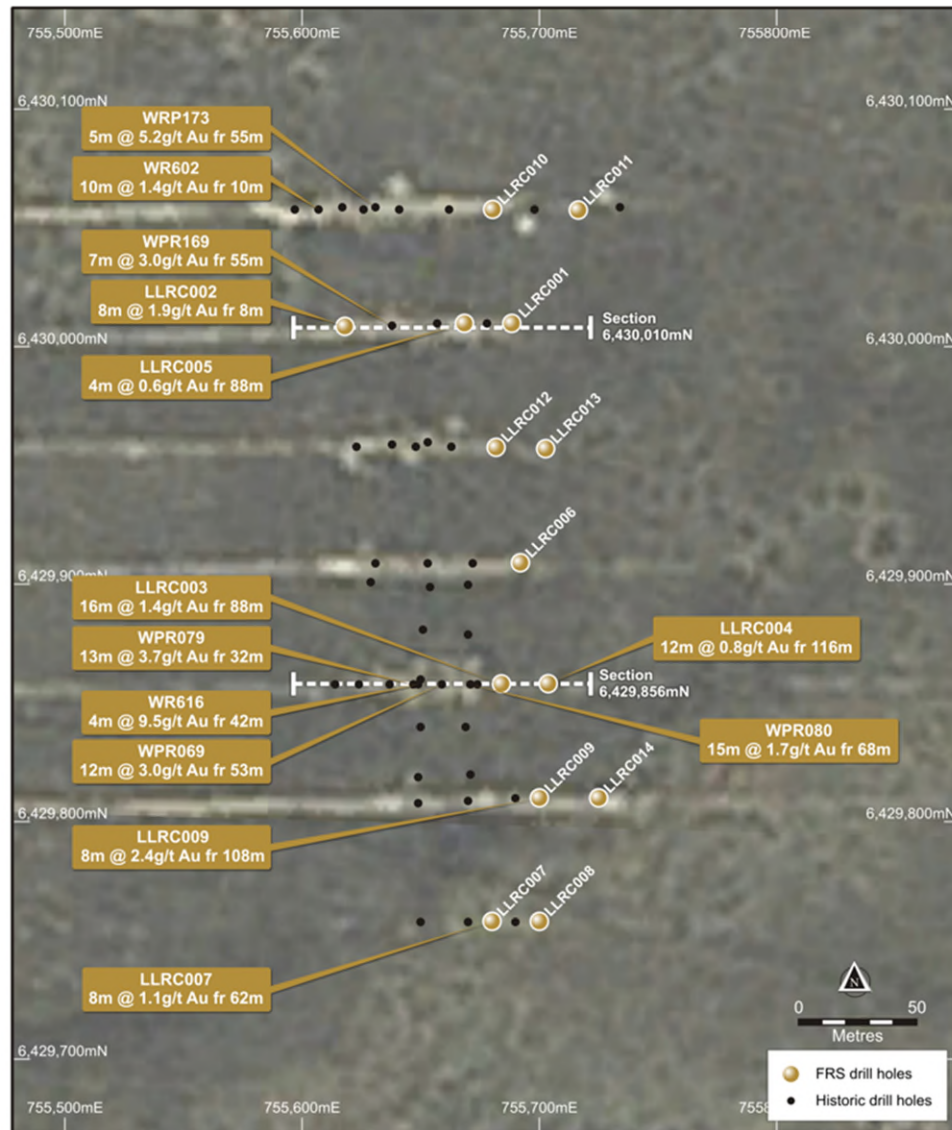 755,500mE
755,600mE
755,700mE
755,800mE
6,430,100mN
6,430,100mN
WRP173
5m @ 5.2g/t Au fr 55m
WR602
10m @ 1.4g/t Au fr 10m
LLRC010
LLRC011
WPR169
7m @ 3.0g/t Au fr 55m
LLRC002
8m @ 1.9g/t Au fr 8m
LLRC001
Section
6,430,010mN
6,430,000mN
6,430,000mN
LLRC005
4m @ 0.6g/t Au fr 88m
LLRC012
LLRC013
LLRC006
6,429,900mN
6,429,900mN
LLRC003
16m @ 1.4g/t Au fr 88m
WPR079
13m @ 3.7g/t Au fr 32m
LLRC004
12m @ 0.8g/t Au fr 116m
Section
6,429,856mN
WR616
4m @ 9.5g/t Au fr 42m
WPR069
12m @ 3.0g/t Au fr 53m
WPR080
15m @ 1.7g/t Au fr 68m
LLRC009
LLRC014
6,429,800mN
6,429,800mN
LLRC009
8m @ 2.4g/t Au fr 108m
LLRC007
LLRC008
LLRC007
8m @ 1.1g/t Au fr 62m
N
0
50
Metres
6,429,700mN
FRS drill holes
Historic drill holes
755,500mE
755,600mE
755,700mE